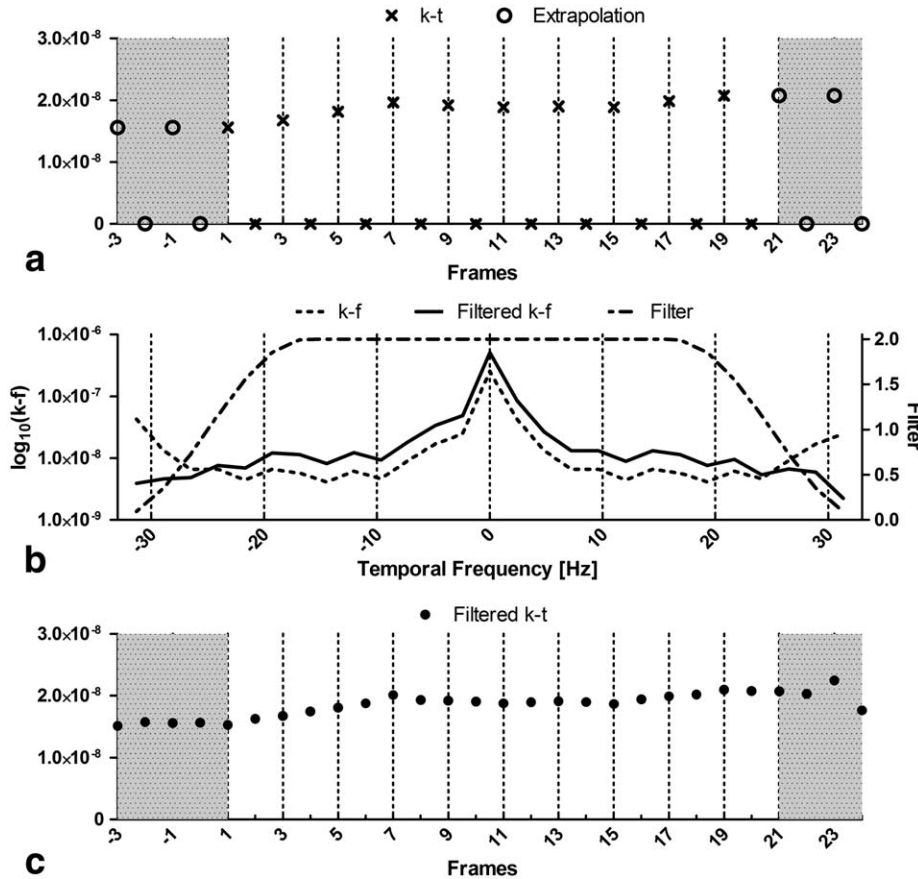 k-t Extrapolation
3.0×10⁻⁸
2.0×10⁻⁸
1.0×10⁻⁸
0
-3 -1 1 3 5 7 9 11 13 15 17 19 21 23
Frames
a
k-f Filtered k-f Filter
1.0×10⁻⁶
1.0×10⁻⁷
1.0×10⁻⁸
1.0×10⁻⁹
log₁₀(k-f)
2.0
1.5
1.0
0.5
0.0
Filter
-30 -20 -10 0 10 20 30
Temporal Frequency [Hz]
b
Filtered k-t
3.0×10⁻⁸
2.0×10⁻⁸
1.0×10⁻⁸
0
-3 -1 1 3 5 7 9 11 13 15 17 19 21 23
Frames
c